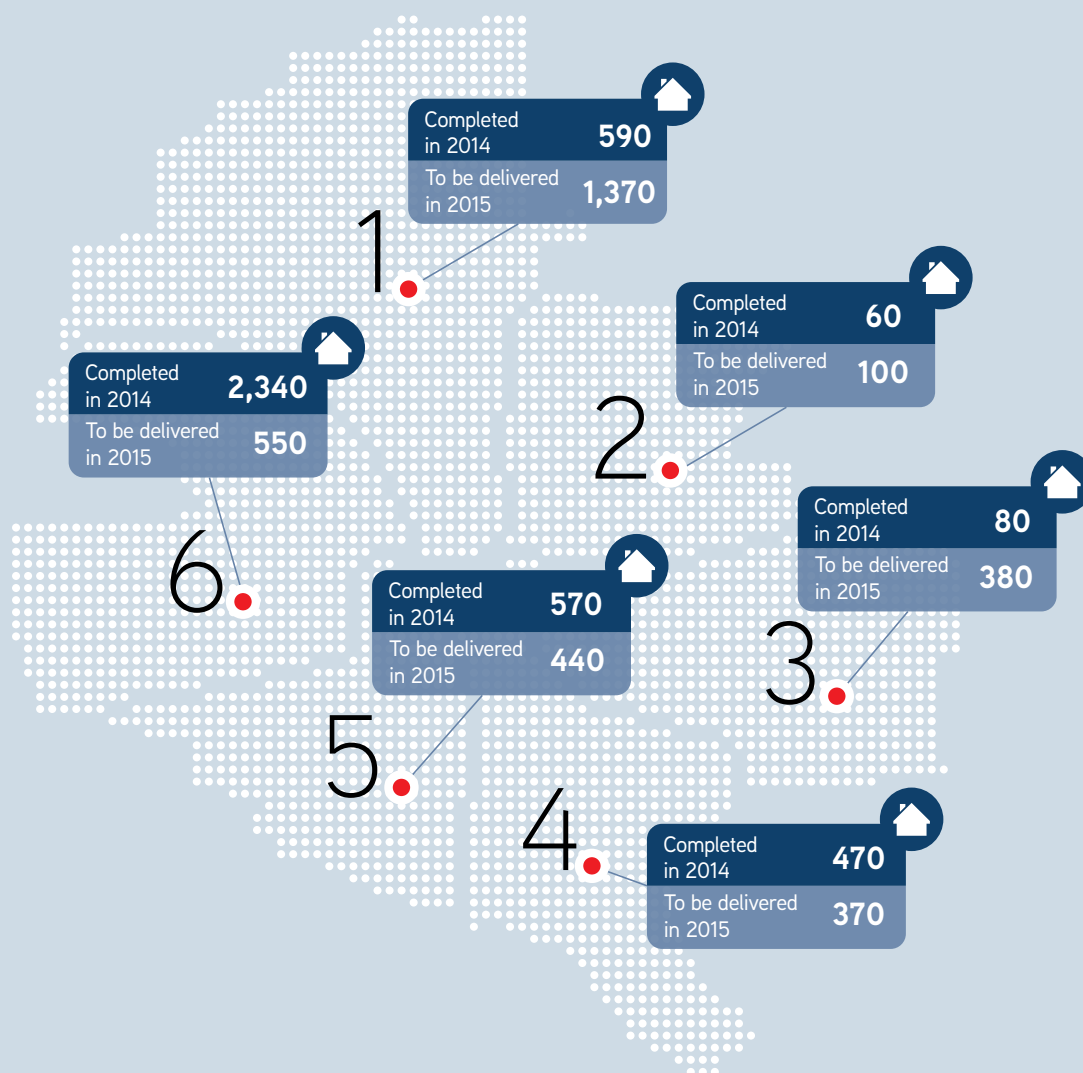 1
Completed
in 2014
590
To be delivered
in 2015
1,370
2
Completed
in 2014
60
To be delivered
in 2015
100
6
Completed
in 2014
2,340
To be delivered
in 2015
550
3
Completed
in 2014
80
To be delivered
in 2015
380
5
Completed
in 2014
570
To be delivered
in 2015
440
4
Completed
in 2014
470
To be delivered
in 2015
370